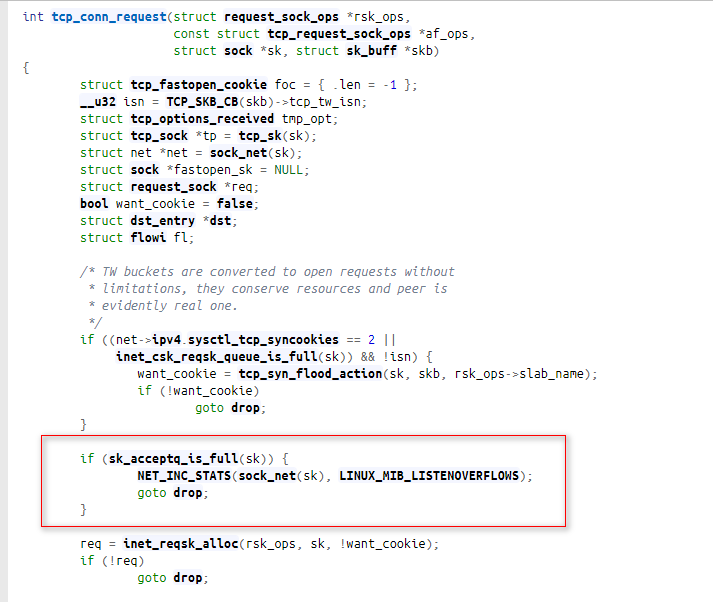 int tcp_conn_request(struct request_sock_ops *rsk_ops,
const struct tcp_request_sock_ops *af_ops,
struct sock *sk, struct sk_buff *skb)
{
struct tcp_fastopen_cookie foc = { .len = -1 };
__u32 isn = TCP_SKB_CB(skb)->tcp_tw_isn;
struct tcp_options_received tmp_opt;
struct tcp_sock *tp = tcp_sk(sk);
struct net *net = sock_net(sk);
struct sock *fastopen_sk = NULL;
struct request_sock *req;
bool want_cookie = false;
struct dst_entry *dst;
struct flowi fl;
/* TW buckets are converted to open requests without
* limitations, they conserve resources and peer is
* evidently real one.
*/
if ((net->ipv4.sysctl_tcp_syncookies == 2 ||
inet_csk_reqsk_queue_is_full(sk)) && !isn) {
want_cookie = tcp_syn_flood_action(sk, skb, rsk_ops->slab_name);
if (!want_cookie)
goto drop;
}
if (sk_acceptq_is_full(sk)) {
NET_INC_STATS(sock_net(sk), LINUX_MIB_LISTENOVERFLOWS);
goto drop;
}
req = inet_reqsk_alloc(rsk_ops, sk, !want_cookie);
if (!req)
goto drop;